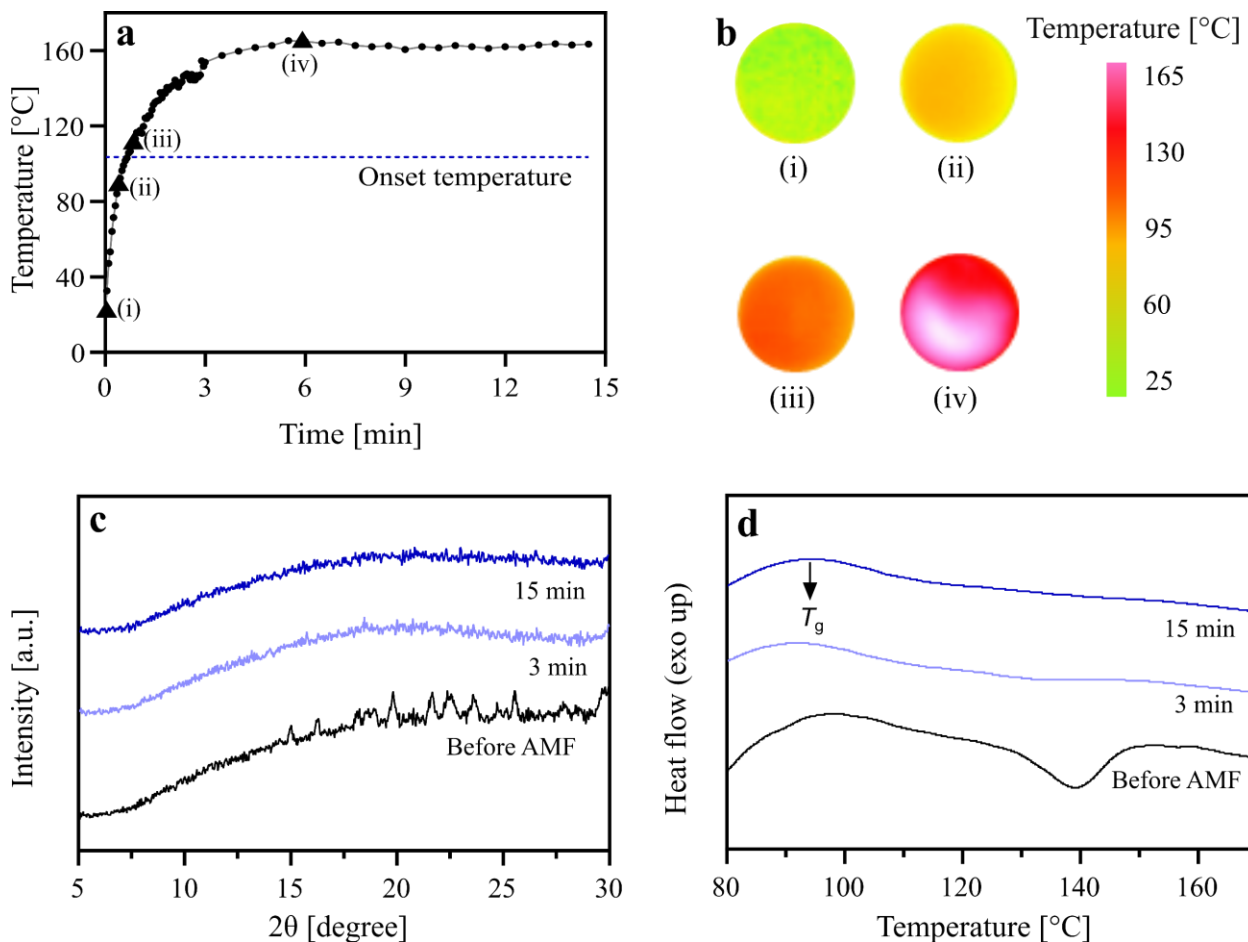 a
Temperature [°C]
160
120
80
40
0
(iv)
(iii)
(ii)
(i)
Onset temperature
0 3 6 9 12 15
Time [min]
b
Temperature [°C]
(i) (ii)
(iii) (iv)
165
130
95
60
25
c
Intensity [a.u.]
15 min
3 min
Before AMF
5 10 15 20 25 30
2θ [degree]
d
Heat flow (exo up)
Tg
15 min
3 min
Before AMF
80 100 120 140 160
Temperature [°C]